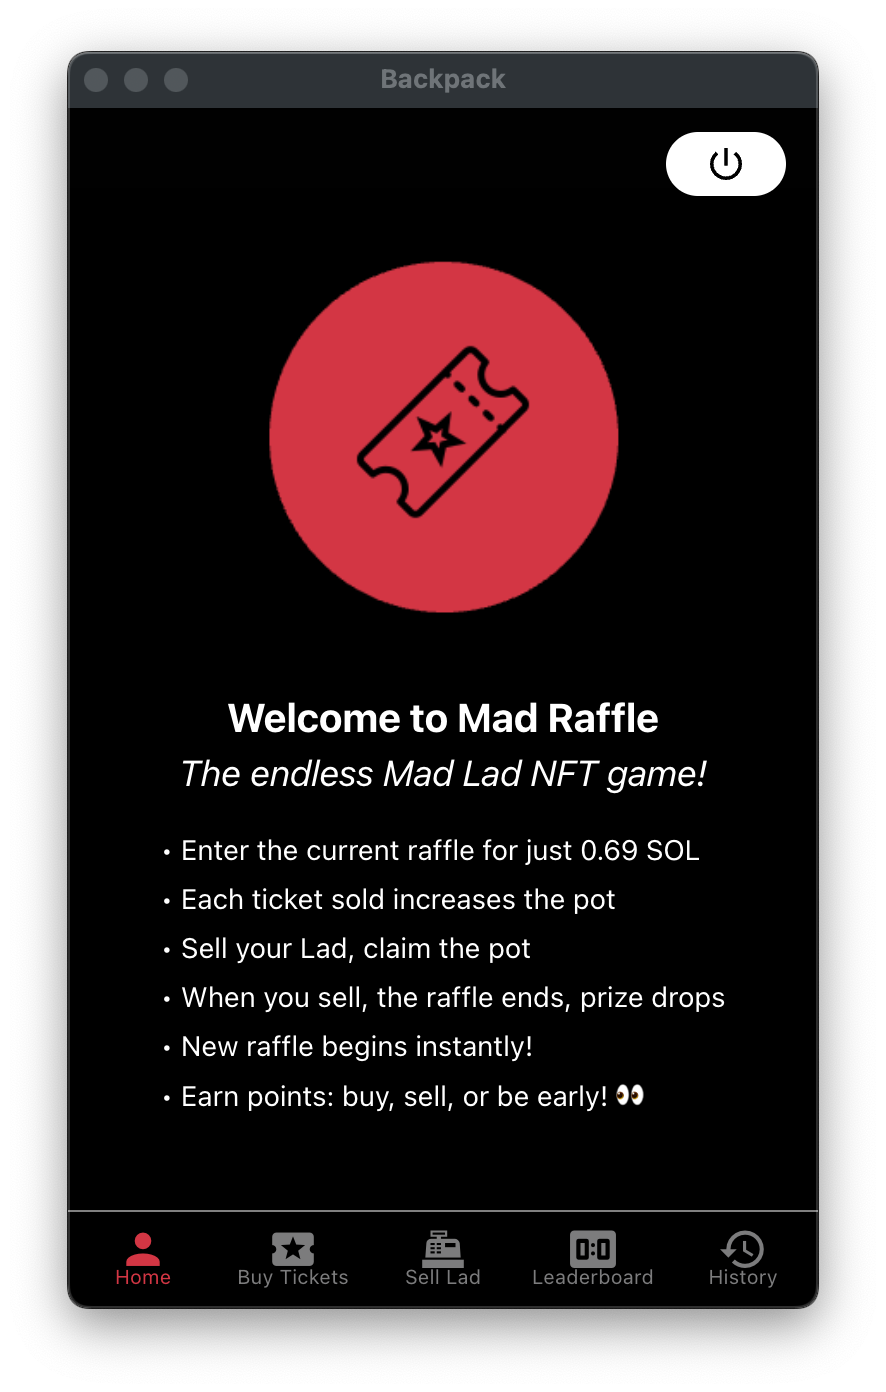 Backpack
Welcome to Mad Raffle
The endless Mad Lad NFT game!
• Enter the current raffle for just 0.69 SOL
• Each ticket sold increases the pot
• Sell your Lad, claim the pot
• When you sell, the raffle ends, prize drops
• New raffle begins instantly!
• Earn points: buy, sell, or be early! 👀
0:0
Home
Buy Tickets
Sell Lad
Leaderboard
History